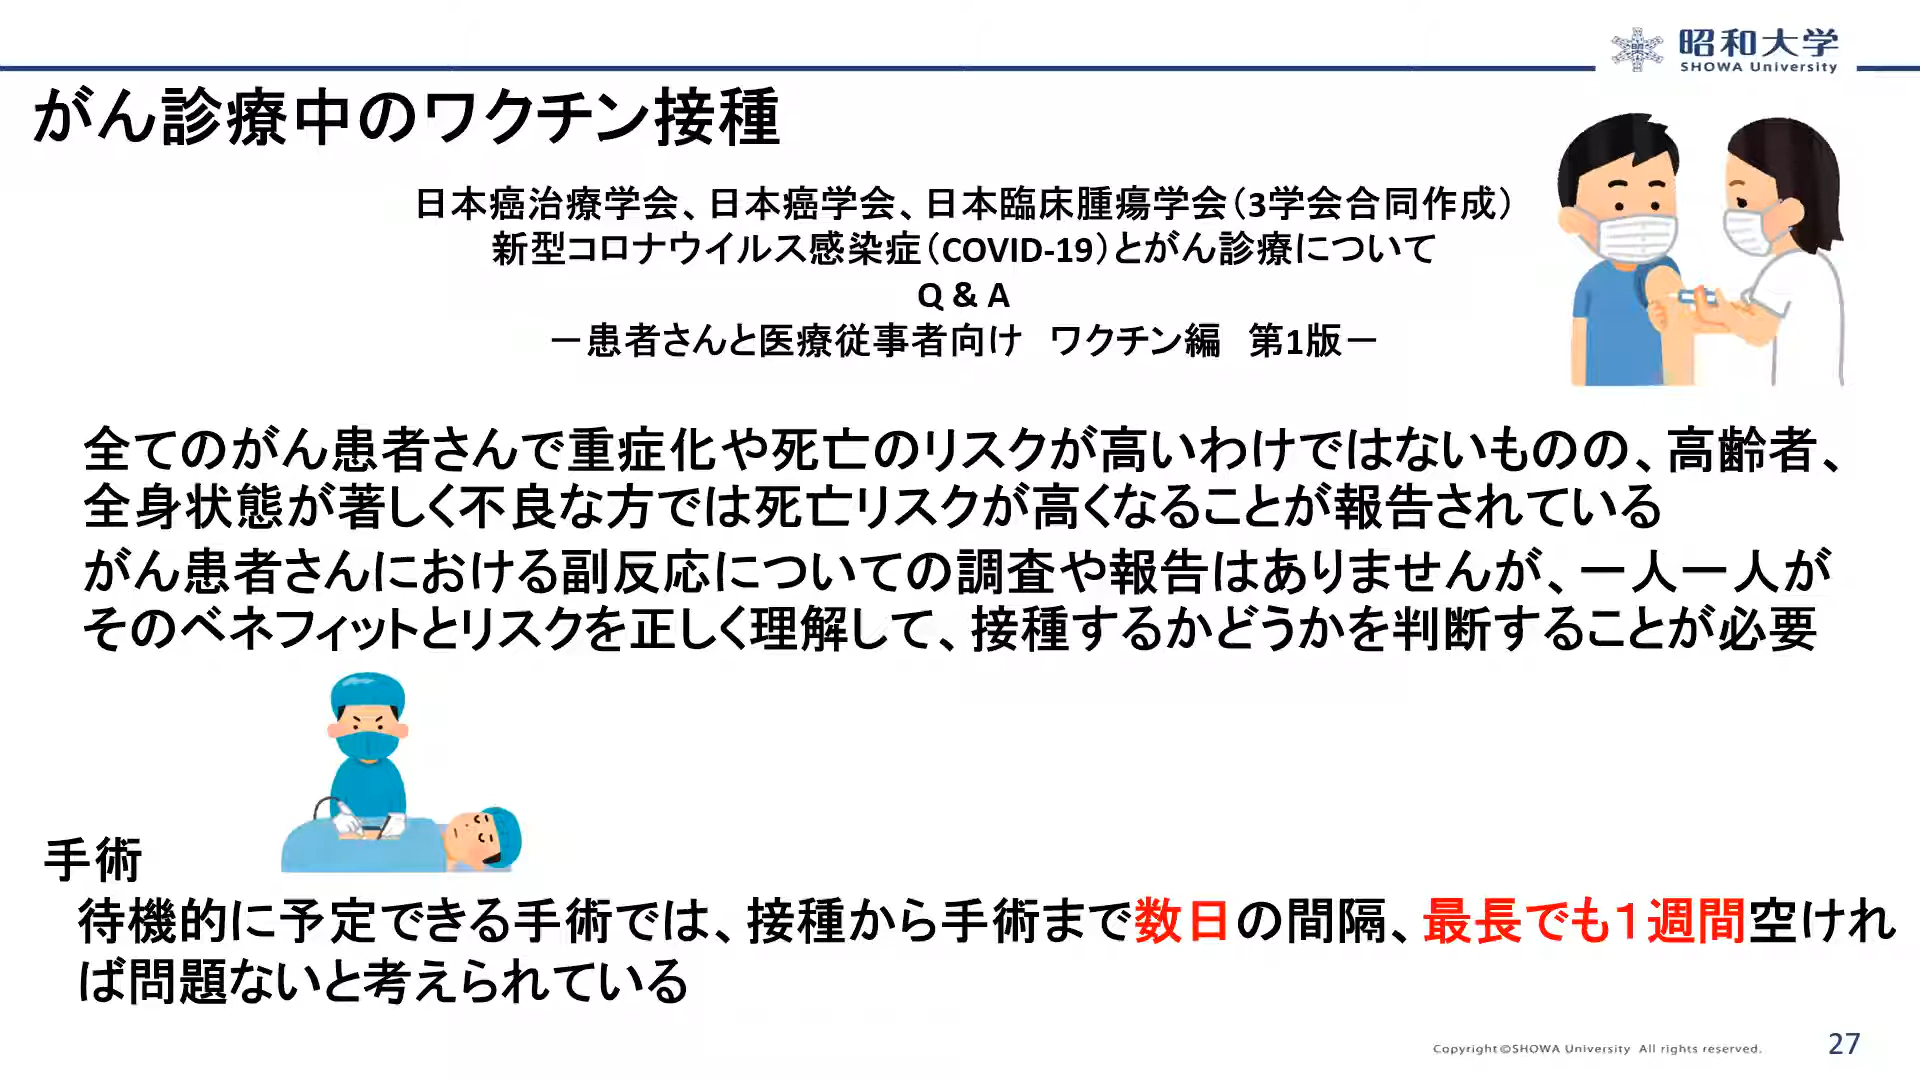 昭和大学
SHOWA University
がん診療中のワクチン接種
日本癌治療学会、日本癌学会、日本臨床腫瘍学会（3学会合同作成）
新型コロナウイルス感染症（COVID-19）とがん診療について
Q & A
－患者さんと医療従事者向け　ワクチン編　第1版－
全てのがん患者さんで重症化や死亡のリスクが高いわけではないものの、高齢者、
全身状態が著しく不良な方では死亡リスクが高くなることが報告されている
がん患者さんにおける副反応についての調査や報告はありませんが、一人一人が
そのベネフィットとリスクを正しく理解して、接種するかどうかを判断することが必要
手術
待機的に予定できる手術では、接種から手術まで数日の間隔、最長でも１週間空けれ
ば問題ないと考えられている
Copyright©SHOWA University All rights reserved.
27